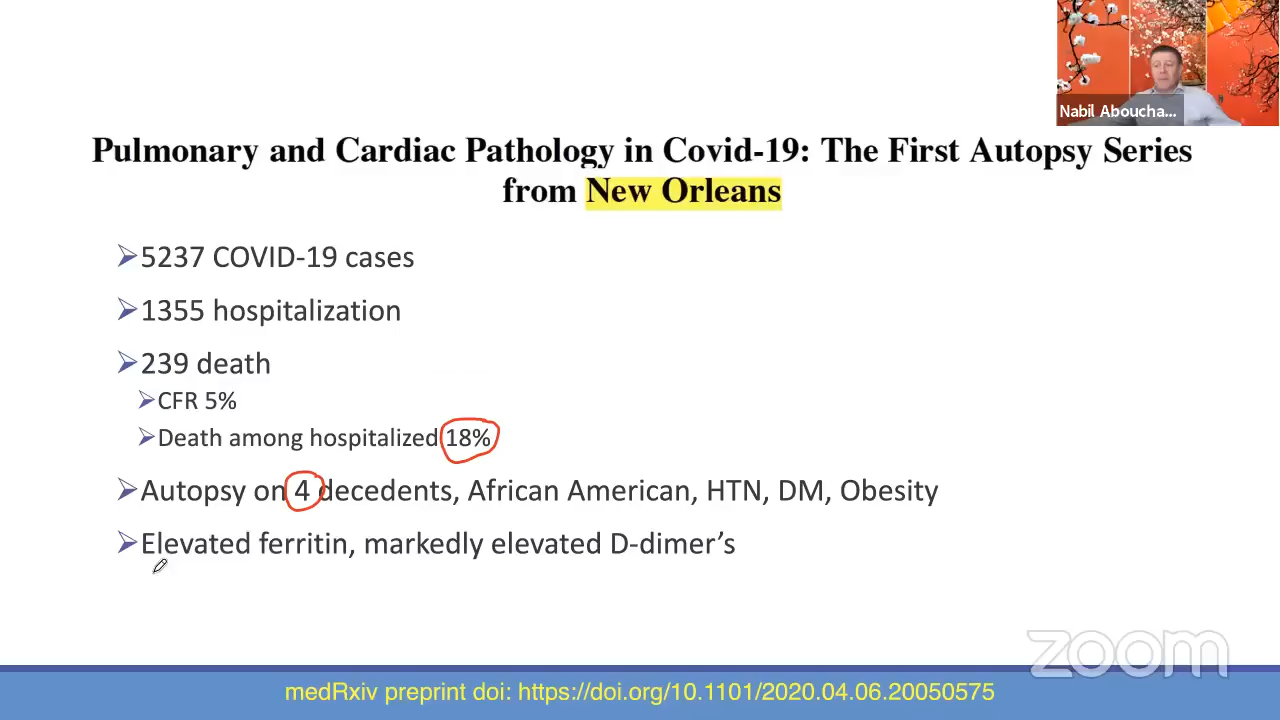 Nabil Aboucha...
Pulmonary and Cardiac Pathology in Covid-19: The First Autopsy Series
from New Orleans
5237 COVID-19 cases
1355 hospitalization
239 death
CFR 5%
Death among hospitalized 18%
Autopsy on 4 decedents, African American, HTN, DM, Obesity
Elevated ferritin, markedly elevated D-dimer’s
zoom
medRxiv preprint doi: https://doi.org/10.1101/2020.04.06.20050575